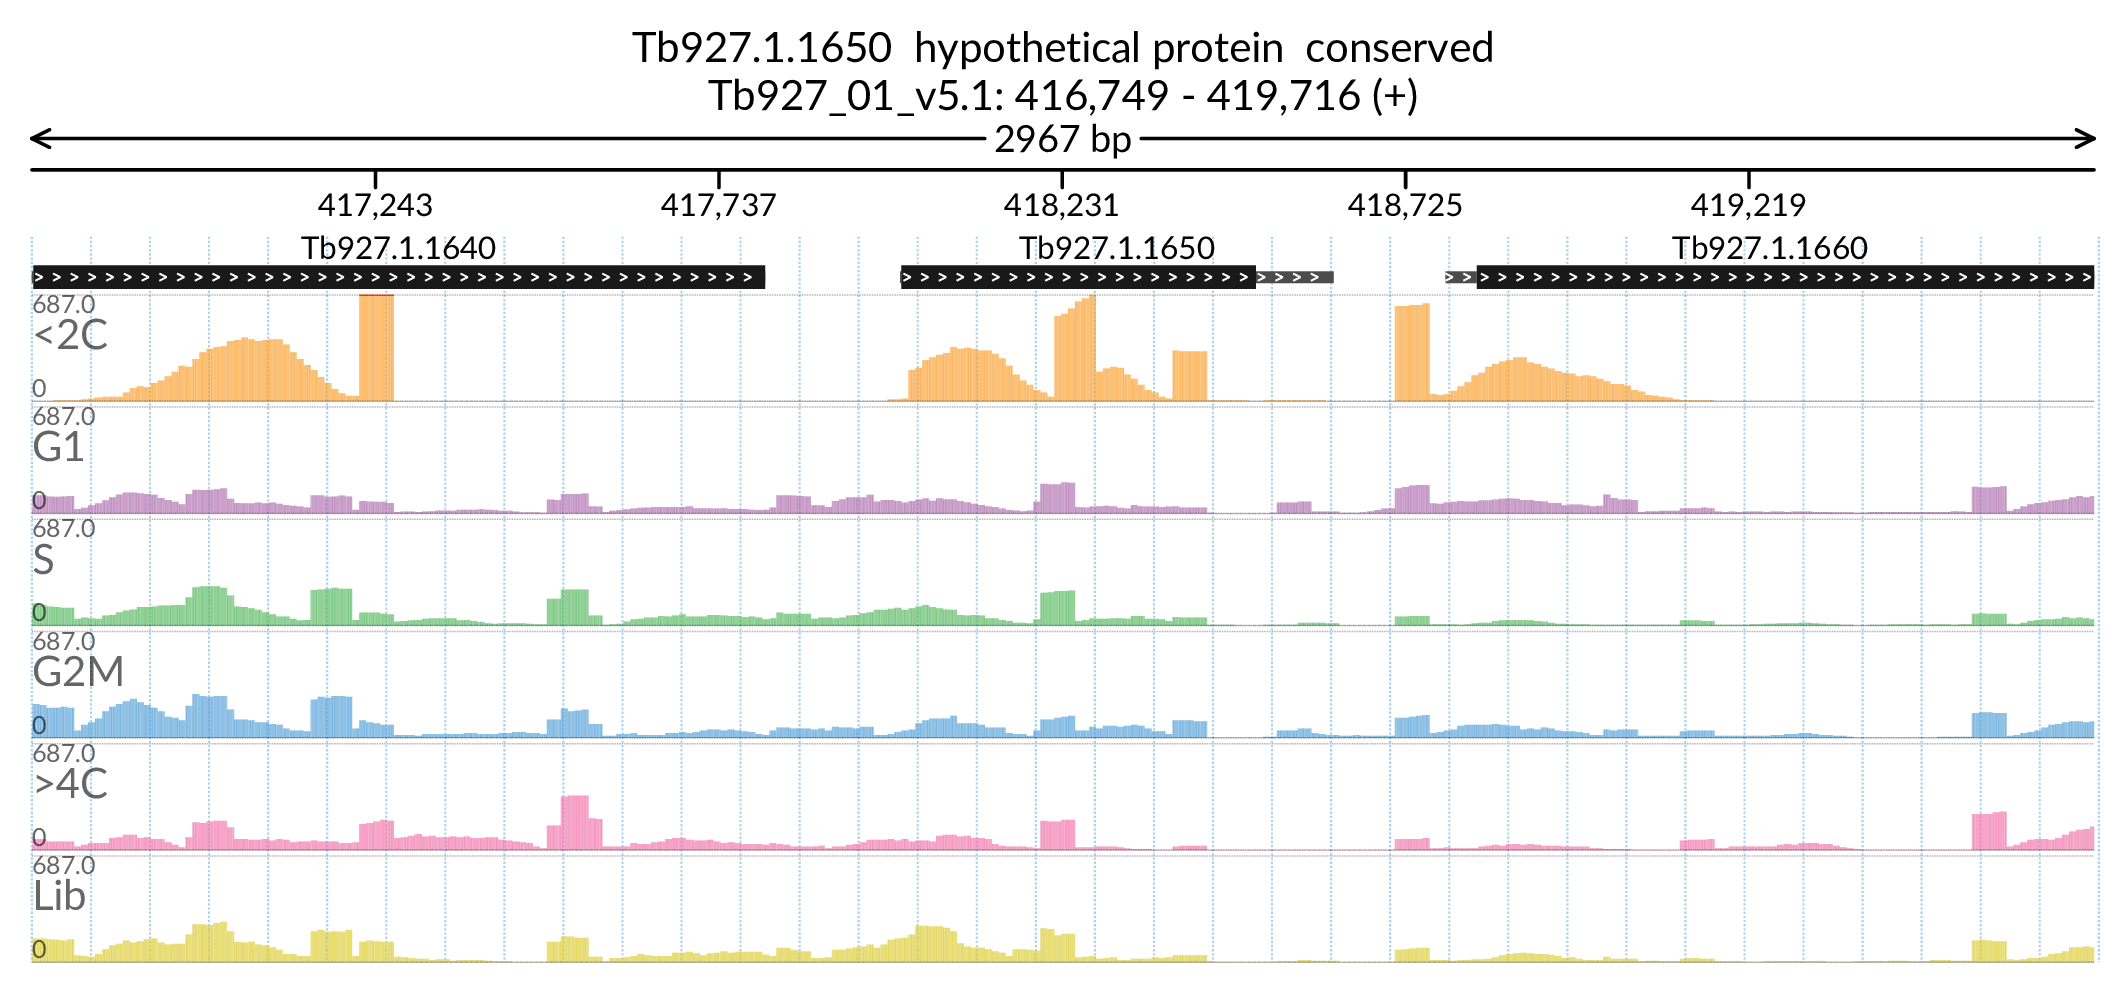 Tb927.1.1650 hypothetical protein conserved
Tb927_01_v5.1: 416,749 - 419,716 (+)
2967 bp
417,243 417,737 418,231 418,725 419,219
Tb927.1.1640 Tb927.1.1650 Tb927.1.1660
687.0
<2C
0
687.0
G1
0
687.0
S
0
687.0
G2M
0
687.0
>4C
0
687.0
Lib
0